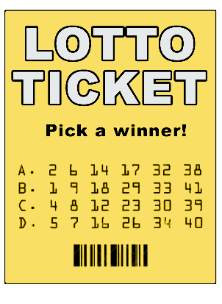 LOTTO
TICKET
Pick a winner!
A. 2 6 14 17 32 38
B. 1 9 18 29 33 41
C. 4 8 12 23 30 39
D. 5 7 16 26 34 40